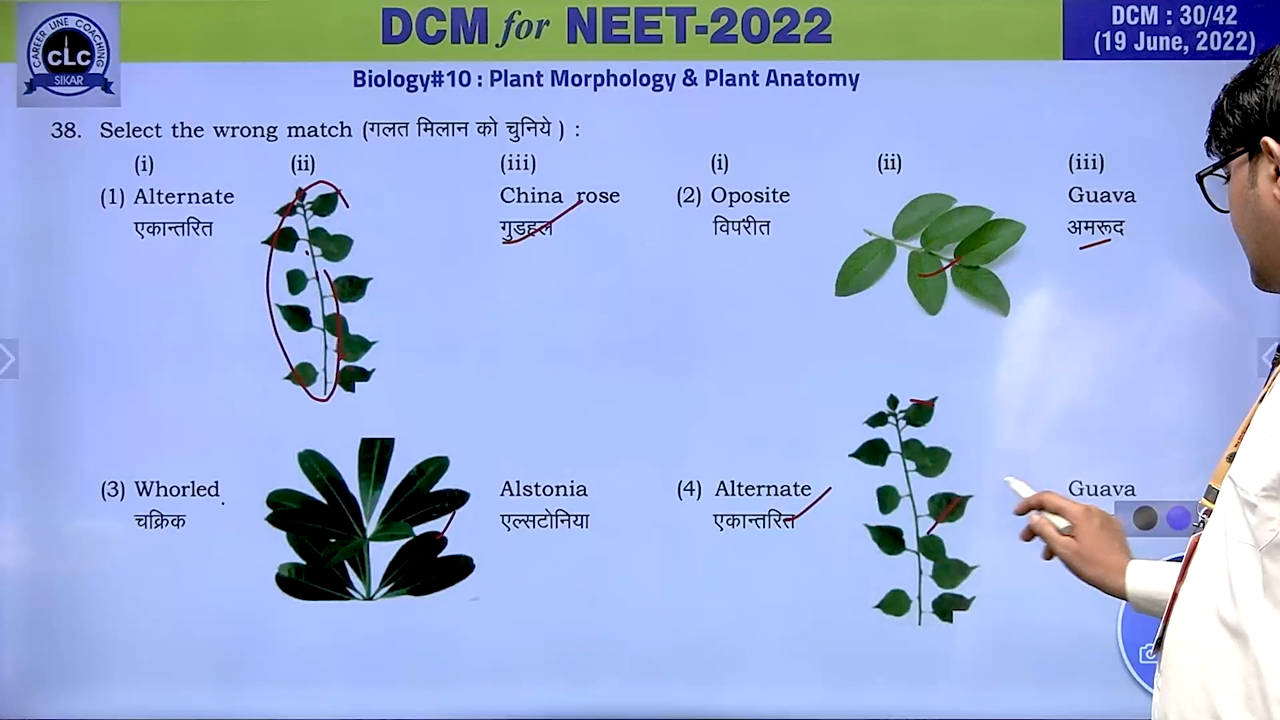 DCM for NEET-2022
DCM : 30/42
(19 June, 2022)
CAREER LINE COACHING
CLC
SIKAR
Biology#10 : Plant Morphology & Plant Anatomy
38. Select the wrong match (गलत मिलान को चुनिये ) :
(i) (ii) (iii) (i) (ii) (iii)
(1) Alternate China rose (2) Oposite Guava
एकान्तरित गुडहल विपरीत अमरूद
(3) Whorled Alstonia (4) Alternate Guava
चक्रिक एल्सटोनिया एकान्तरित